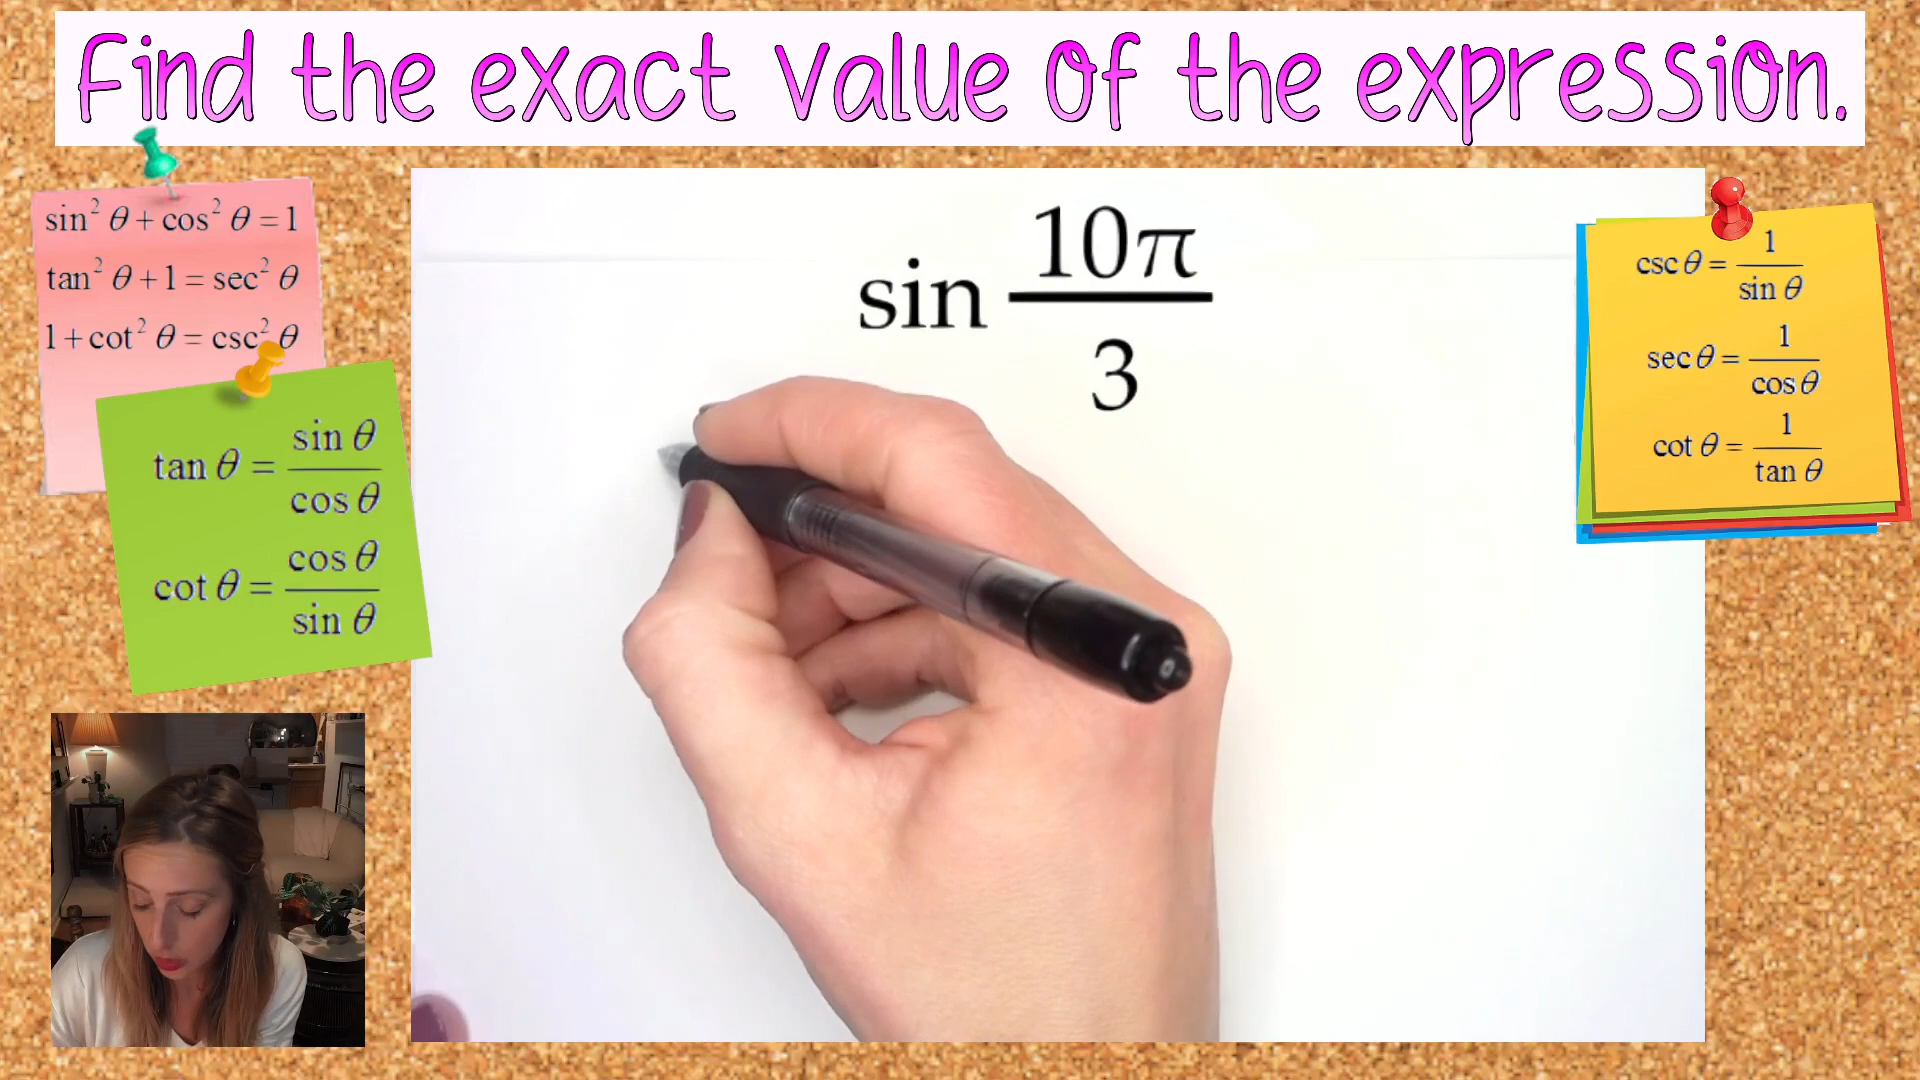 Find the exact value of the expression.
sin² θ + cos² θ = 1
tan² θ + 1 = sec² θ
1 + cot² θ = csc² θ
tan θ = sin θ / cos θ
cot θ = cos θ / sin θ
sin 10π / 3
csc θ = 1 / sin θ
sec θ = 1 / cos θ
cot θ = 1 / tan θ